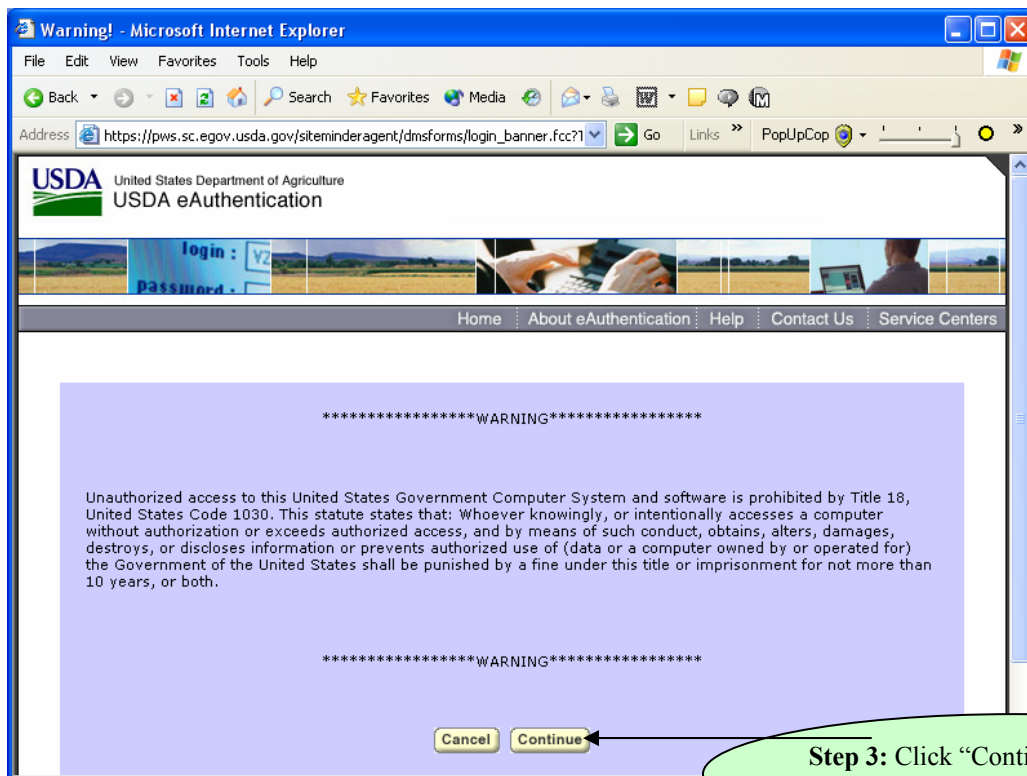 Warning! - Microsoft Internet Explorer
File Edit View Favorites Tools Help
Back Search Favorites Media
Address https://pws.sc.egov.usda.gov/siteminderagent/dmsforms/login_banner.fcc?1 Go Links » PopUpCop »
USDA United States Department of Agriculture
USDA eAuthentication
login : YZ
password :
Home About eAuthentication Help Contact Us Service Centers
*****************WARNING*****************
Unauthorized access to this United States Government Computer System and software is prohibited by Title 18,
United States Code 1030. This statute states that: Whoever knowingly, or intentionally accesses a computer
without authorization or exceeds authorized access, and by means of such conduct, obtains, alters, damages,
destroys, or discloses information or prevents authorized use of (data or a computer owned by or operated for)
the Government of the United States shall be punished by a fine under this title or imprisonment for not more than
10 years, or both.
*****************WARNING*****************
Cancel Continue
Step 3: Click “Conti